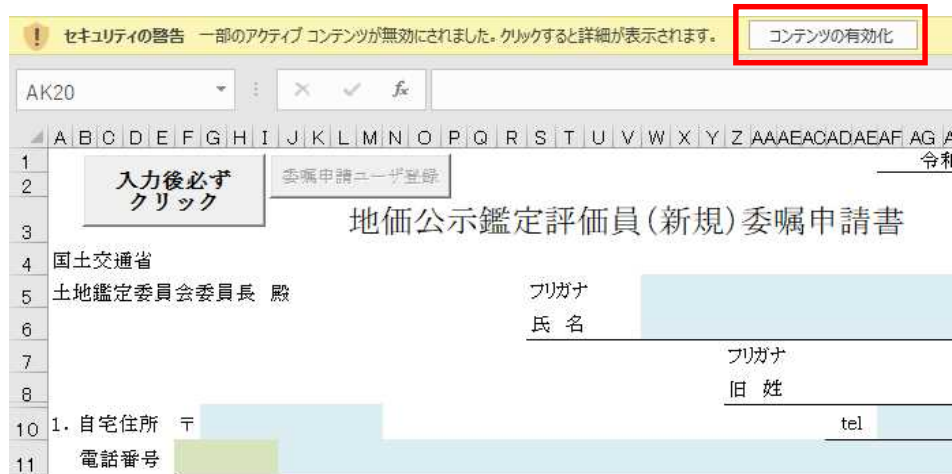 セキュリティの警告 一部のアクティブ コンテンツが無効にされました。クリックすると詳細が表示されます。 コンテンツの有効化
AK20 fx
A B C D E F G H I J K L M N O P Q R S T U V W X Y Z AA AE AC AD AE AF AG
1 令和
2 入力後必ず 委嘱申請ユーザ登録
クリック
3 地価公示鑑定評価員(新規)委嘱申請書
4 国土交通省
5 土地鑑定委員会委員長 殿 フリガナ
6 氏 名
7 フリガナ
8 旧 姓
10 1. 自宅住所 〒 tel
11 電話番号